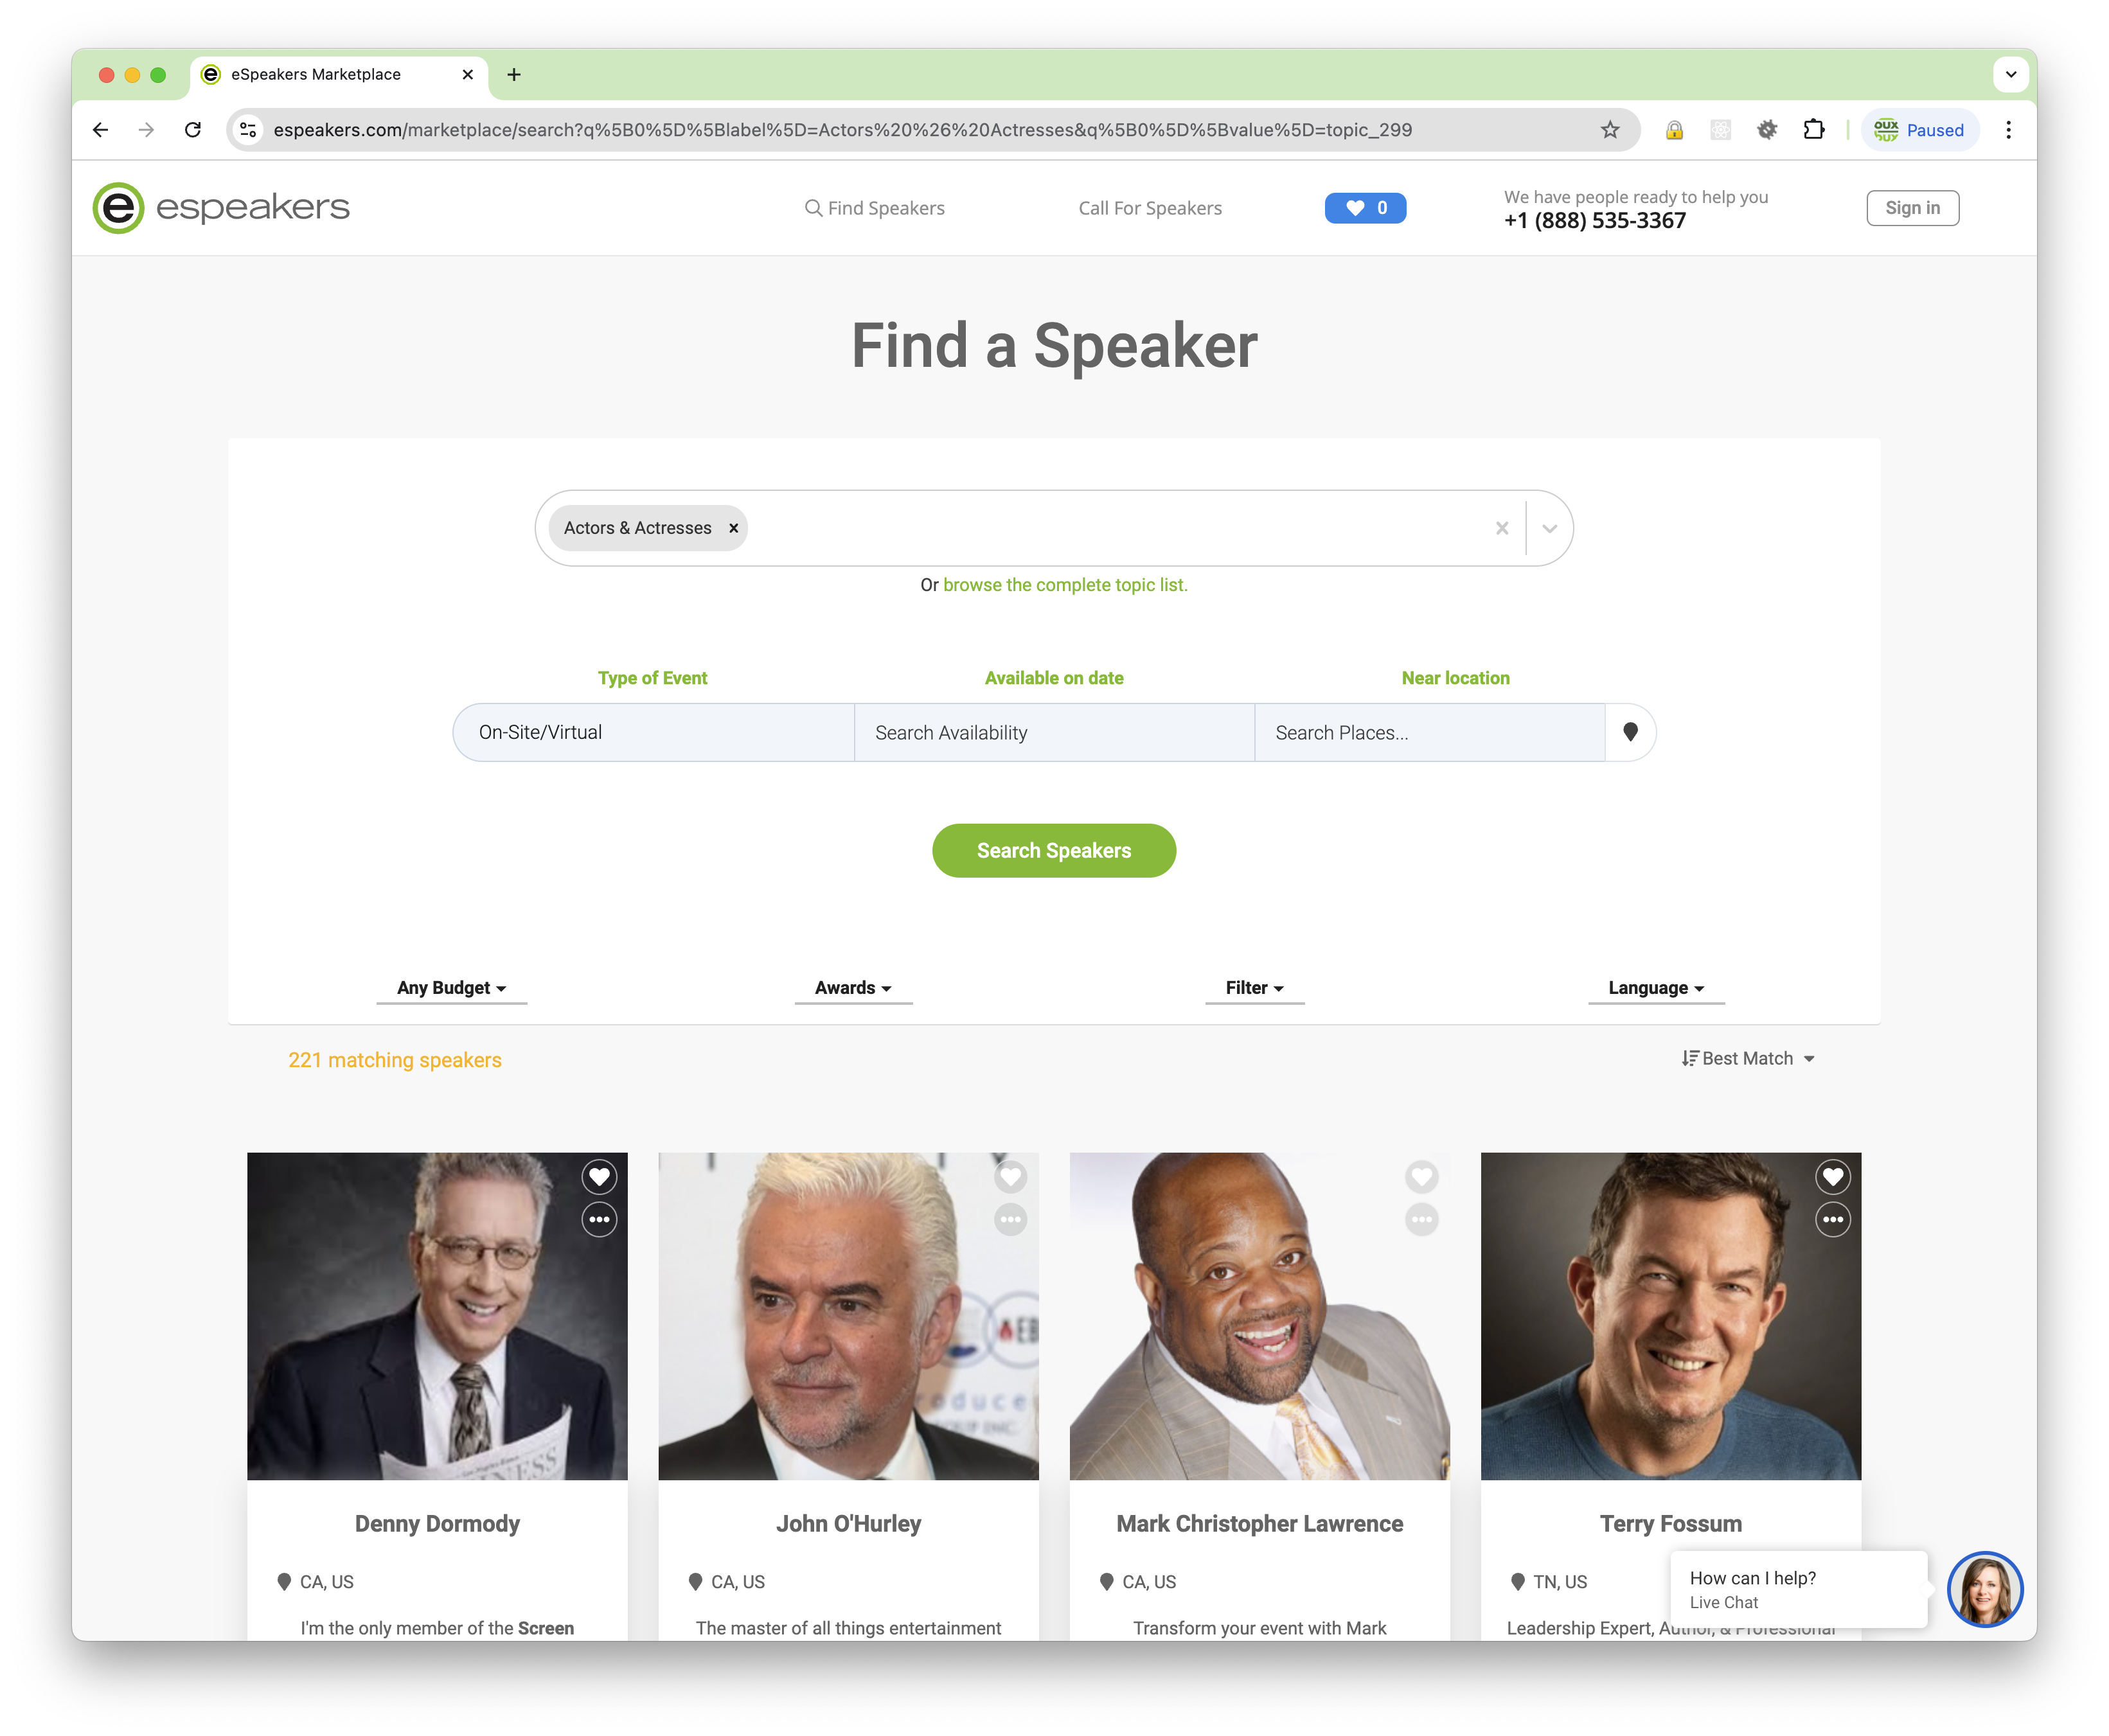 eSpeakers Marketplace
espeakers.com/marketplace/search?q%5B0%5D%5Blabel%5D=Actors%20%26%20Actresses&q%5B0%5D%5Bvalue%5D=topic_299
Paused
espeakers
Find Speakers
Call For Speakers
0
We have people ready to help you
+1 (888) 535-3367
Sign in
Find a Speaker
Actors & Actresses
Or browse the complete topic list.
Type of Event
Available on date
Near location
On-Site/Virtual
Search Availability
Search Places...
Search Speakers
Any Budget
Awards
Filter
Language
221 matching speakers
Best Match
Denny Dormody
John O'Hurley
Mark Christopher Lawrence
Terry Fossum
CA, US
CA, US
CA, US
TN, US
I'm the only member of the Screen
The master of all things entertainment
Transform your event with Mark
Leadership Expert, Author, & Professional
How can I help?
Live Chat